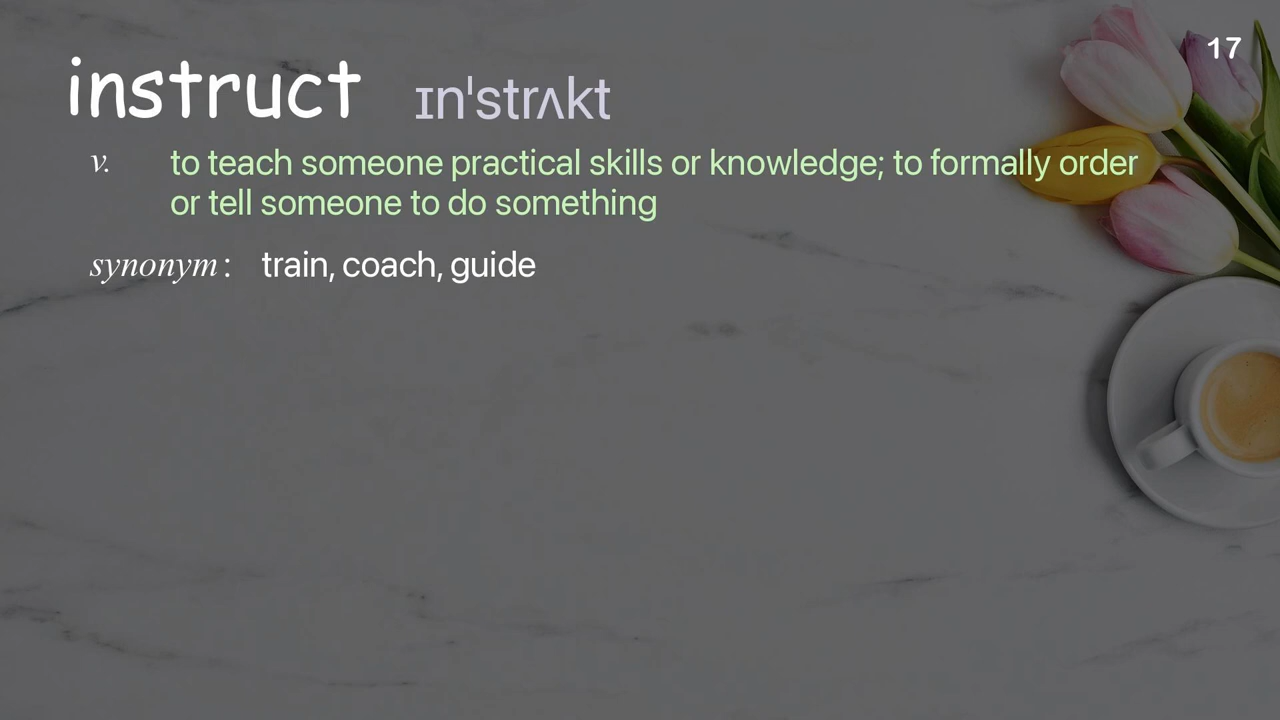 17
instruct ɪnˈstrʌkt
v. to teach someone practical skills or knowledge; to formally order
or tell someone to do something
synonym : train, coach, guide